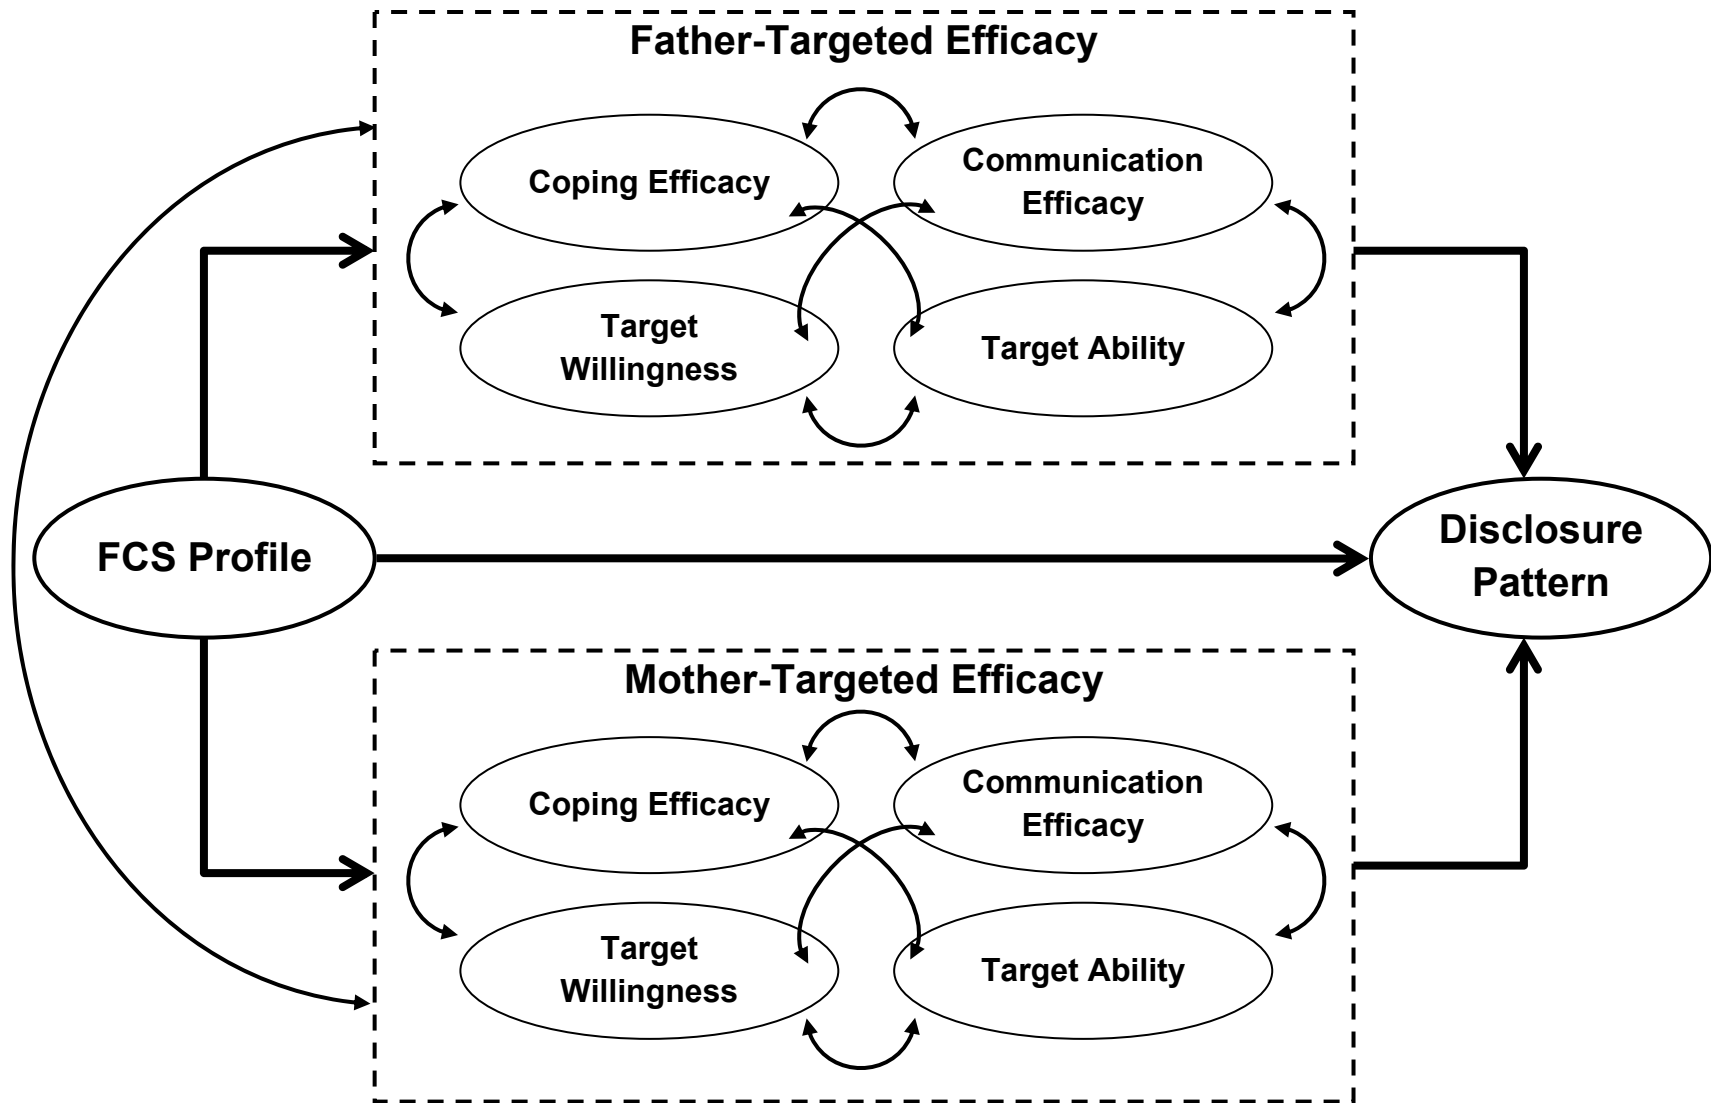 Father-Targeted Efficacy
Coping Efficacy
Communication
Efficacy
Target
Willingness
Target Ability
FCS Profile
Disclosure
Pattern
Mother-Targeted Efficacy
Coping Efficacy
Communication
Efficacy
Target
Willingness
Target Ability